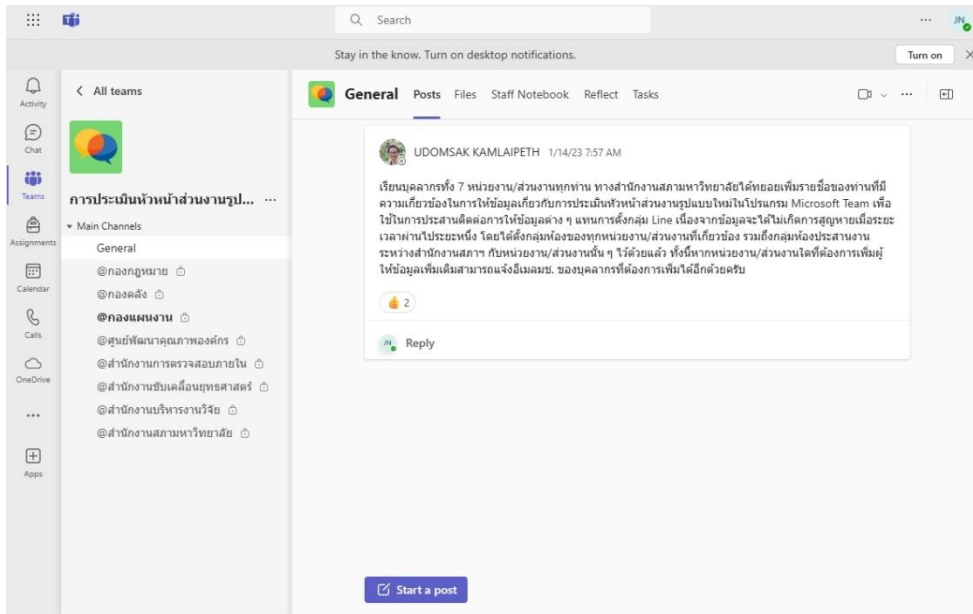 Search
JN
Stay in the know. Turn on desktop notifications.
Turn on
Activity
Chat
Teams
Assignments
Calendar
Calls
OneDrive
Apps
All teams
การประเมินหัวหน้าส่วนงานรูป...
Main Channels
General
@กองกฎหมาย
@กองคลัง
@กองแผนงาน
@ศูนย์พัฒนาคุณภาพองค์กร
@สำนักงานการตรวจสอบภายใน
@สำนักงานขับเคลื่อนยุทธศาสตร์
@สำนักงานบริหารงานวิจัย
@สำนักงานสภามหาวิทยาลัย
General Posts Files Staff Notebook Reflect Tasks
UDOMSAK KAMLAIPETH 1/14/23 7:57 AM
เรียนบุคลากรทั้ง 7 หน่วยงาน/ส่วนงานทุกท่าน ทางสำนักงานสภามหาวิทยาลัยได้ทยอยเพิ่มรายชื่อของท่านที่มี
ความเกี่ยวข้องในการให้ข้อมูลเกี่ยวกับการประเมินหัวหน้าส่วนงานรูปแบบใหม่ในโปรแกรม Microsoft Team เพื่อ
ใช้ในการประสานติดต่อการให้ข้อมูลต่าง ๆ แทนการตั้งกลุ่ม Line เนื่องจากข้อมูลจะได้ไม่เกิดการสูญหายเมื่อระยะ
เวลาผ่านไประยะหนึ่ง โดยได้ตั้งกลุ่มห้องของทุกหน่วยงาน/ส่วนงานที่เกี่ยวข้อง รวมถึงกลุ่มห้องประสานงาน
ระหว่างสำนักงานสภาฯ กับหน่วยงาน/ส่วนงานนั้น ๆ ไว้ด้วยแล้ว ทั้งนี้หากหน่วยงาน/ส่วนงานใดที่ต้องการเพิ่มผู้
ให้ข้อมูลเพิ่มเติมสามารถแจ้งอีเมลมช. ของบุคลากรที่ต้องการเพิ่มได้อีกด้วยครับ
2
JN Reply
Start a post